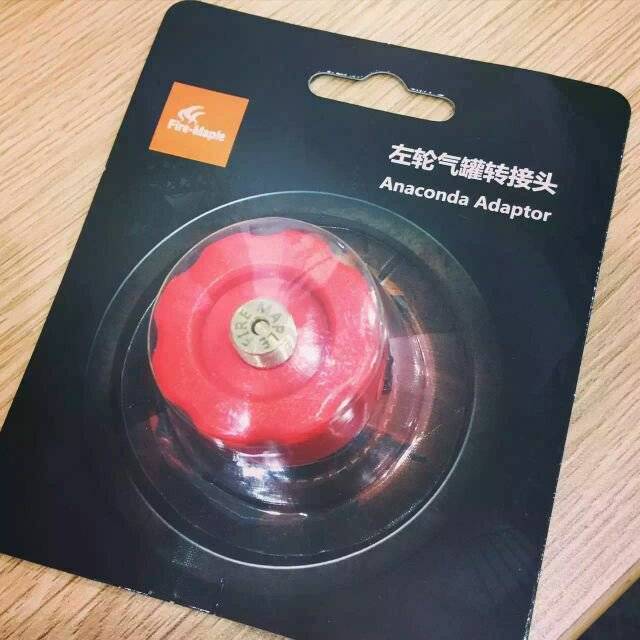 Fire-Maple
左轮气罐转接头
Anaconda Adaptor
FIRE MAPLE